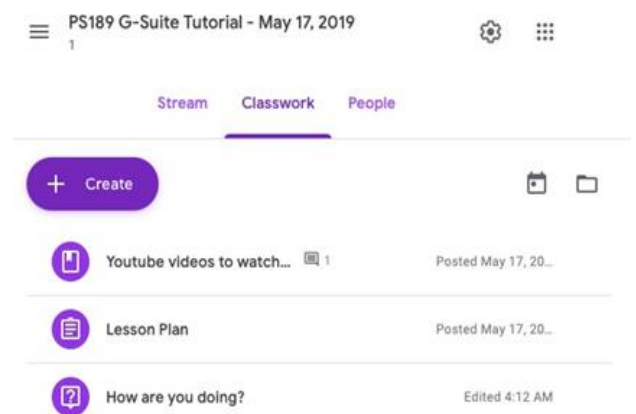 PS189 G-Suite Tutorial - May 17, 2019
1
Stream Classwork People
+ Create
Youtube videos to watch... 1 Posted May 17, 20...
Lesson Plan Posted May 17, 20...
How are you doing? Edited 4:12 AM